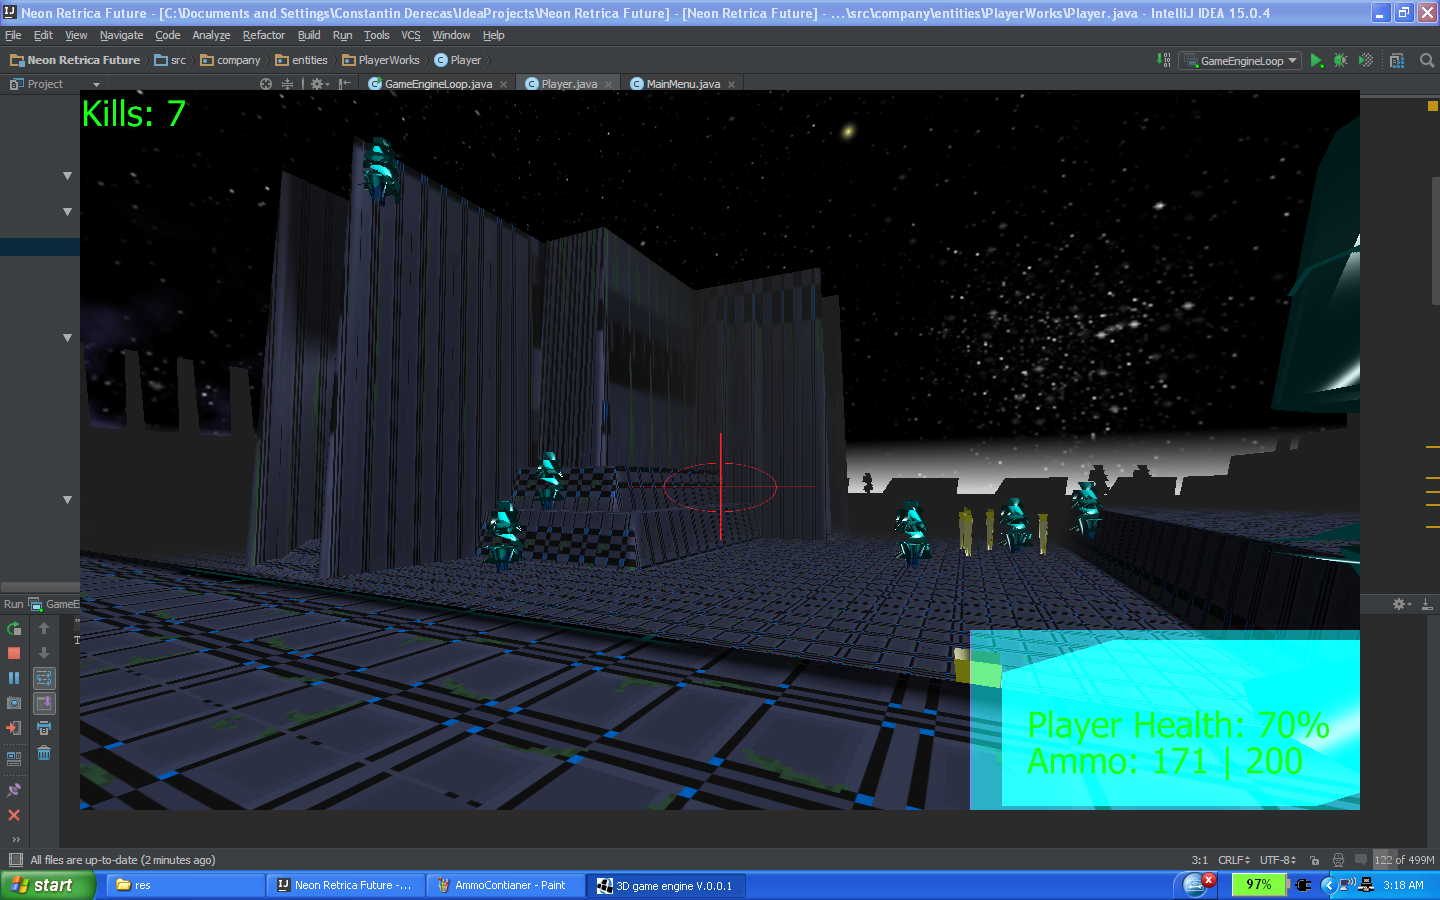 Neon Retrica Future - [C:\Documents and Settings\Constantin Derecas\IdeaProjects\Neon Retrica Future] - [Neon Retrica Future] - ...\src\company\entities\PlayerWorks\Player.java - IntelliJ IDEA 15.0.4
File Edit View Navigate Code Analyze Refactor Build Run Tools VCS Window Help
Neon Retrica Future src company entities PlayerWorks Player GameEngineLoop
Project GameEngineLoop.java Player.java MainMenu.java
Kills: 7
Run GameE
Player Health: 70%
Ammo: 171 | 200
All files are up-to-date (2 minutes ago) 3:1 CRLF UTF-8 122 of 499M
start res Neon Retrica Future -... AmmoContianer - Paint 3D game engine V.0.0.1 97% 3:18 AM